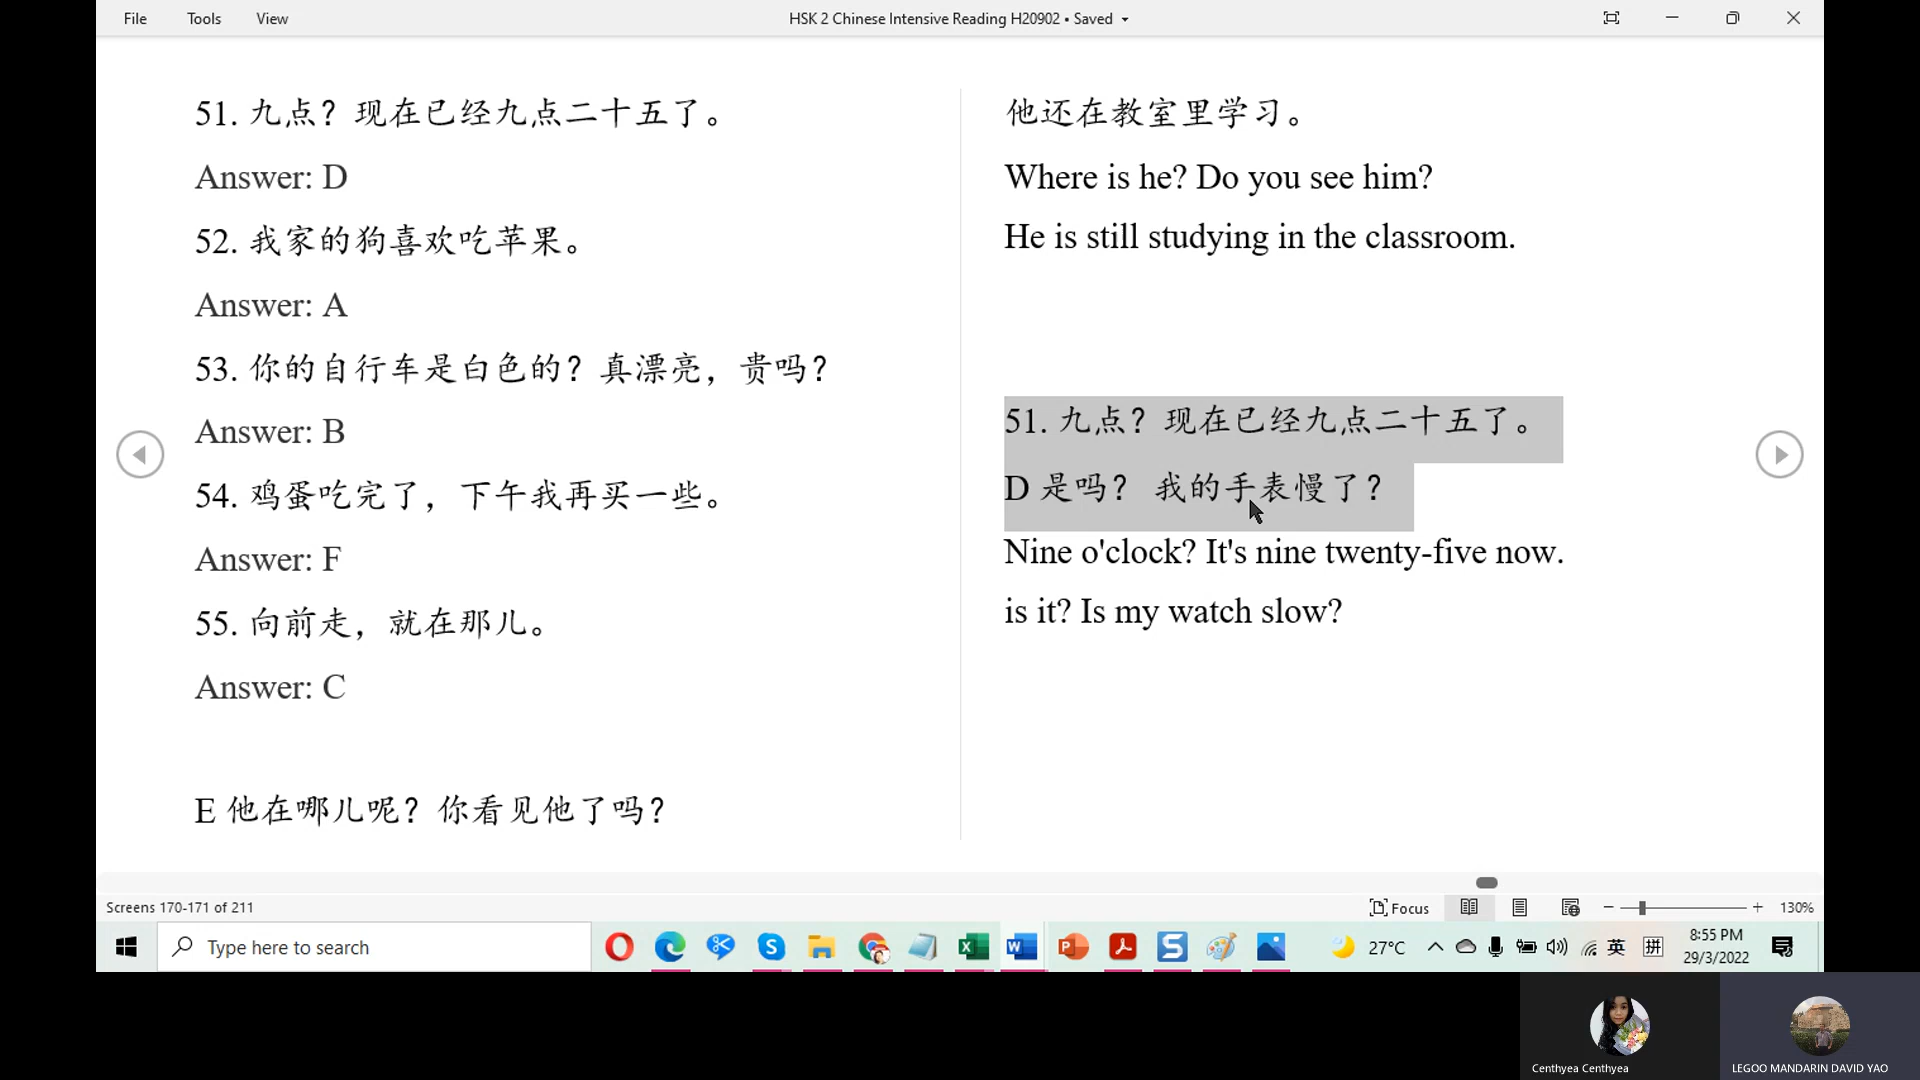 File Tools View
HSK 2 Chinese Intensive Reading H20902 • Saved
51. 九点？现在已经九点二十五了。
Answer: D
52. 我家的狗喜欢吃苹果。
Answer: A
53. 你的自行车是白色的？真漂亮，贵吗？
Answer: B
54. 鸡蛋吃完了，下午我再买一些。
Answer: F
55. 向前走，就在那儿。
Answer: C
E 他在哪儿呢？你看见他了吗？
他还在教室里学习。
Where is he? Do you see him?
He is still studying in the classroom.
51. 九点？现在已经九点二十五了。
D 是吗？ 我的手表慢了？
Nine o'clock? It's nine twenty-five now.
is it? Is my watch slow?
Screens 170-171 of 211
Focus
130%
Type here to search
27°C
英
拼
8:55 PM
29/3/2022
Centhyea Centhyea
LEGOO MANDARIN DAVID YAO